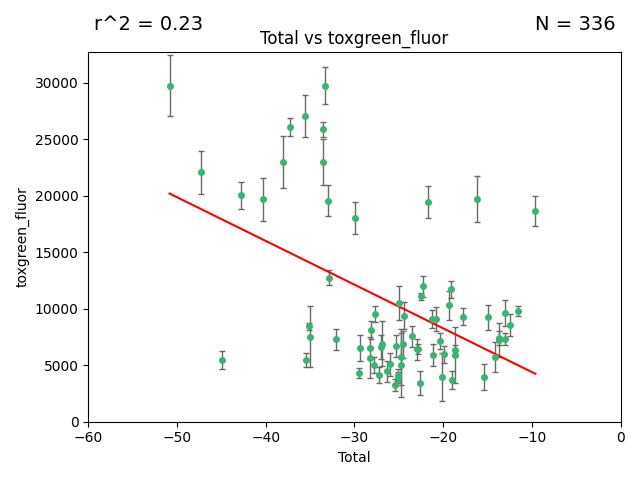 r^2 = 0.23
N = 336
Total vs toxgreen_fluor
30000
25000
20000
15000
10000
5000
0
toxgreen_fluor
−60
−50
−40
−30
−20
−10
0
Total